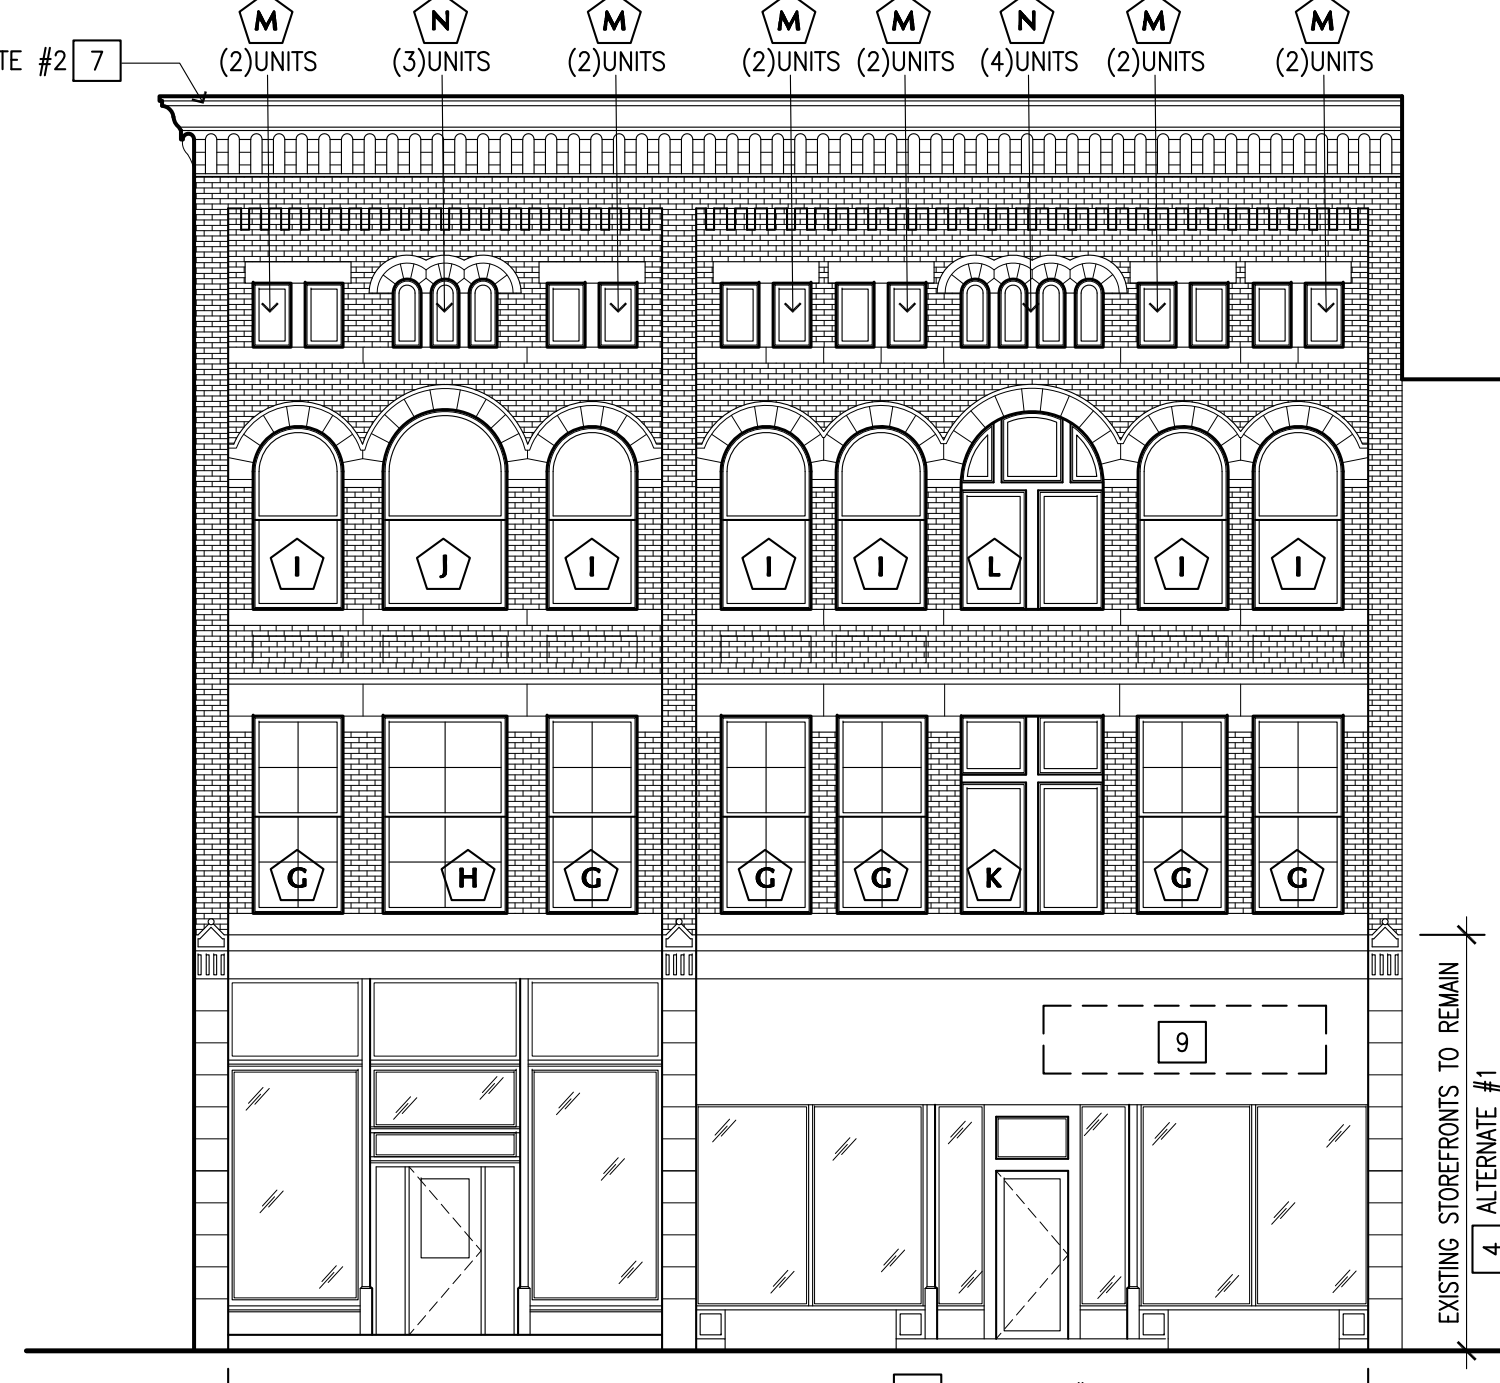 M N M M M N M M
TE #2 7 (2)UNITS (3)UNITS (2)UNITS (2)UNITS (2)UNITS (4)UNITS (2)UNITS (2)UNITS
I J I I I L I I
G H G G G K G G
9
EXISTING STOREFRONTS TO REMAIN
4 ALTERNATE #1